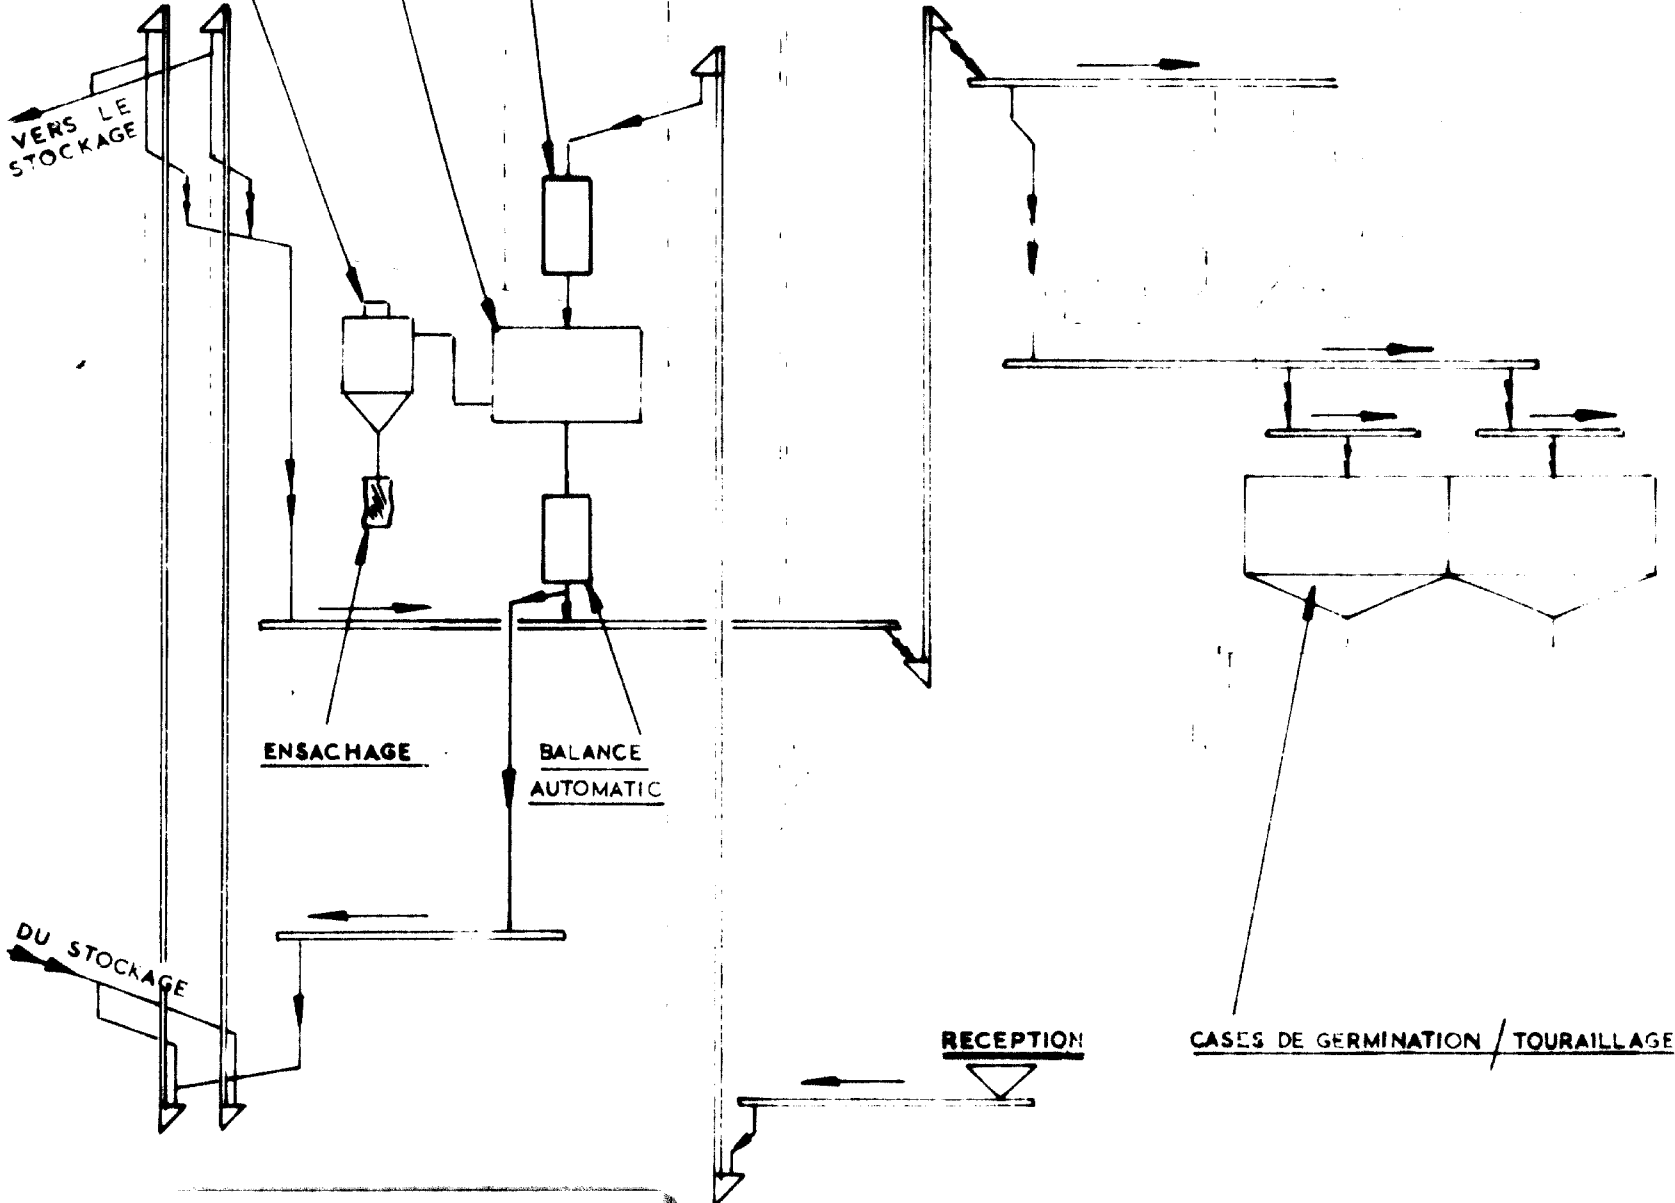 VERS LE
STOCKAGE
ENSACHAGE
BALANCE
AUTOMATIC
DU STOCKAGE
RECEPTION
CASES DE GERMINATION / TOURAILLAGE